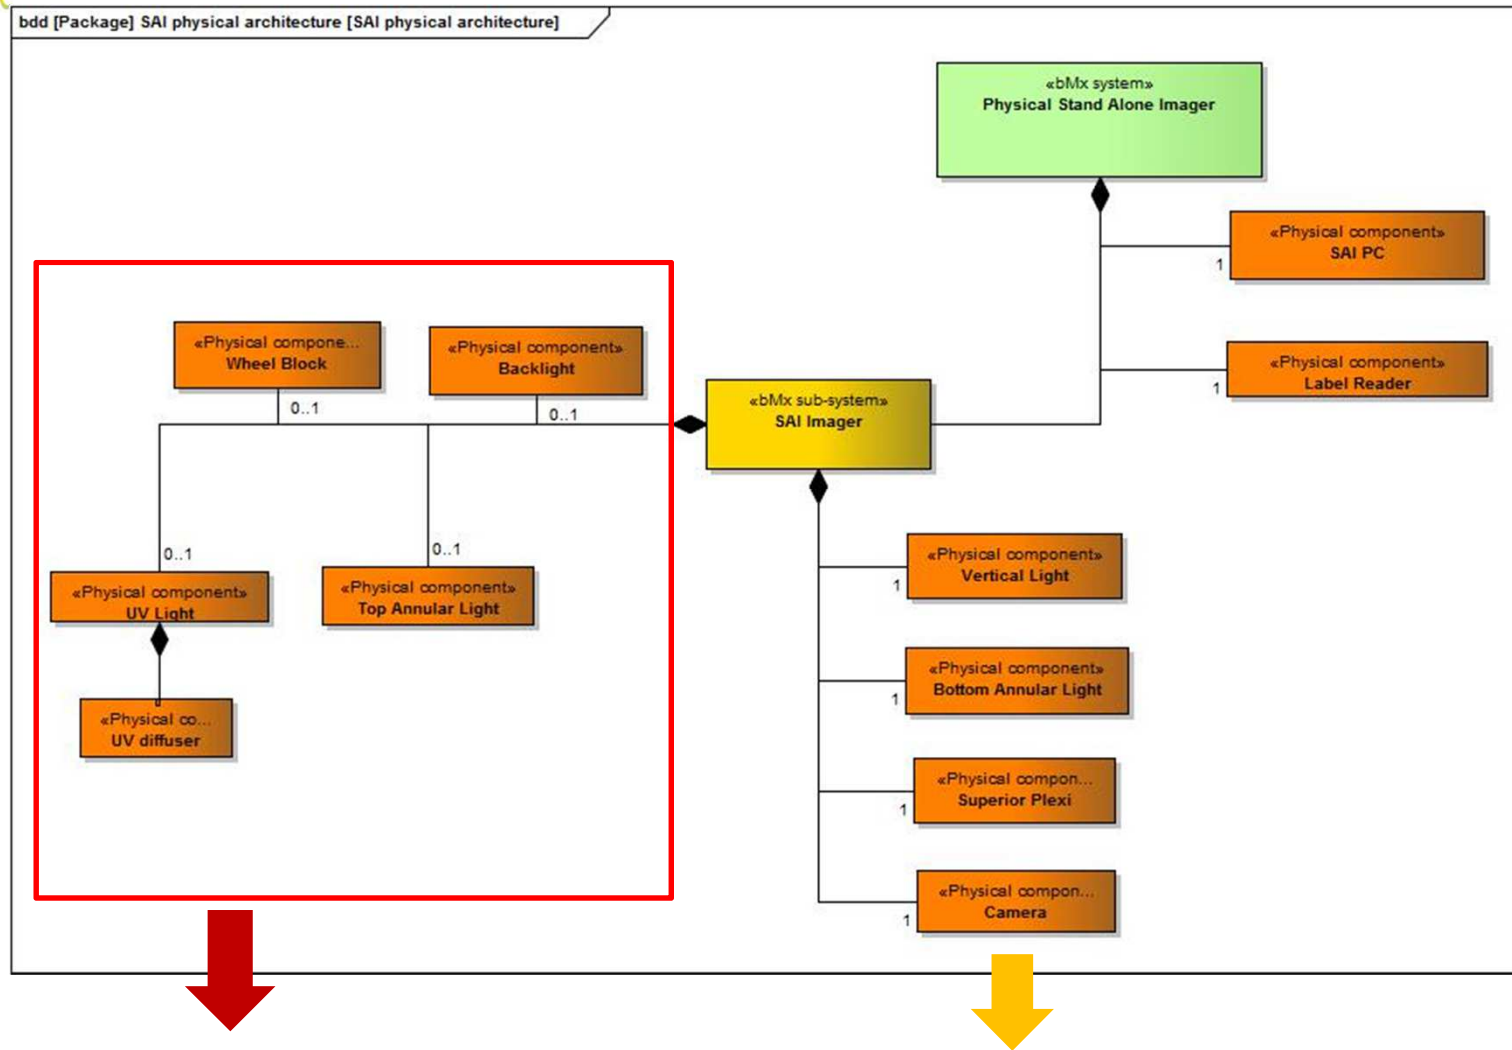 bdd [Package] SAI physical architecture [SAI physical architecture]
«bMx system»
Physical Stand Alone Imager
«Physical component»
SAI PC
1
«Physical component»
Label Reader
1
«Physical compone...
Wheel Block
0..1
«Physical component»
Backlight
0..1
«bMx sub-system»
SAI Imager
0..1
«Physical component»
UV Light
0..1
«Physical component»
Top Annular Light
«Physical co...
UV diffuser
«Physical component»
Vertical Light
1
«Physical component»
Bottom Annular Light
1
«Physical compon...
Superior Plexi
1
«Physical compon...
Camera
1